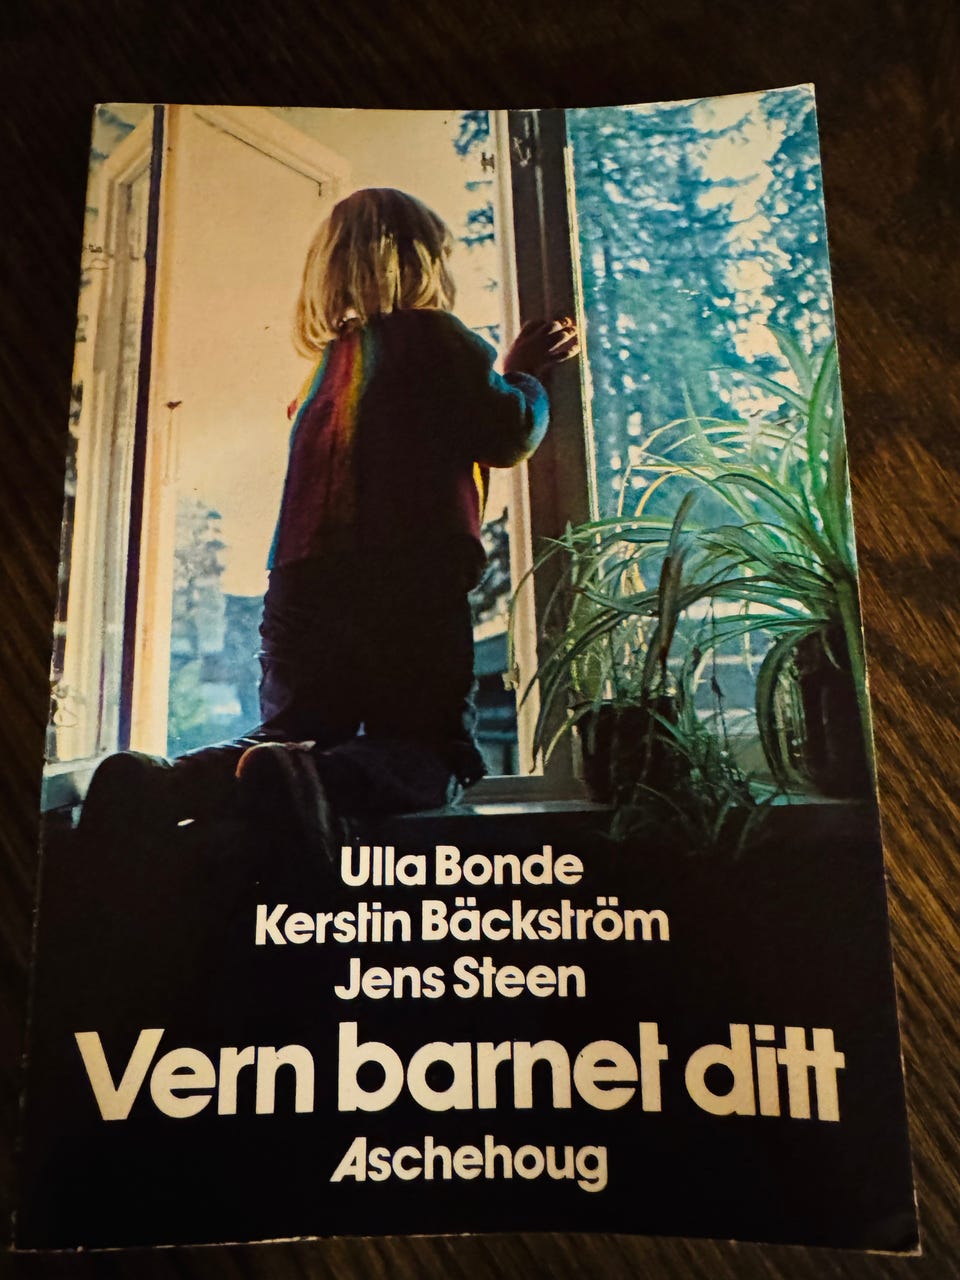 Ulla Bonde
Kerstin Bäckström
Jens Steen
Vern barnet ditt
Aschehoug